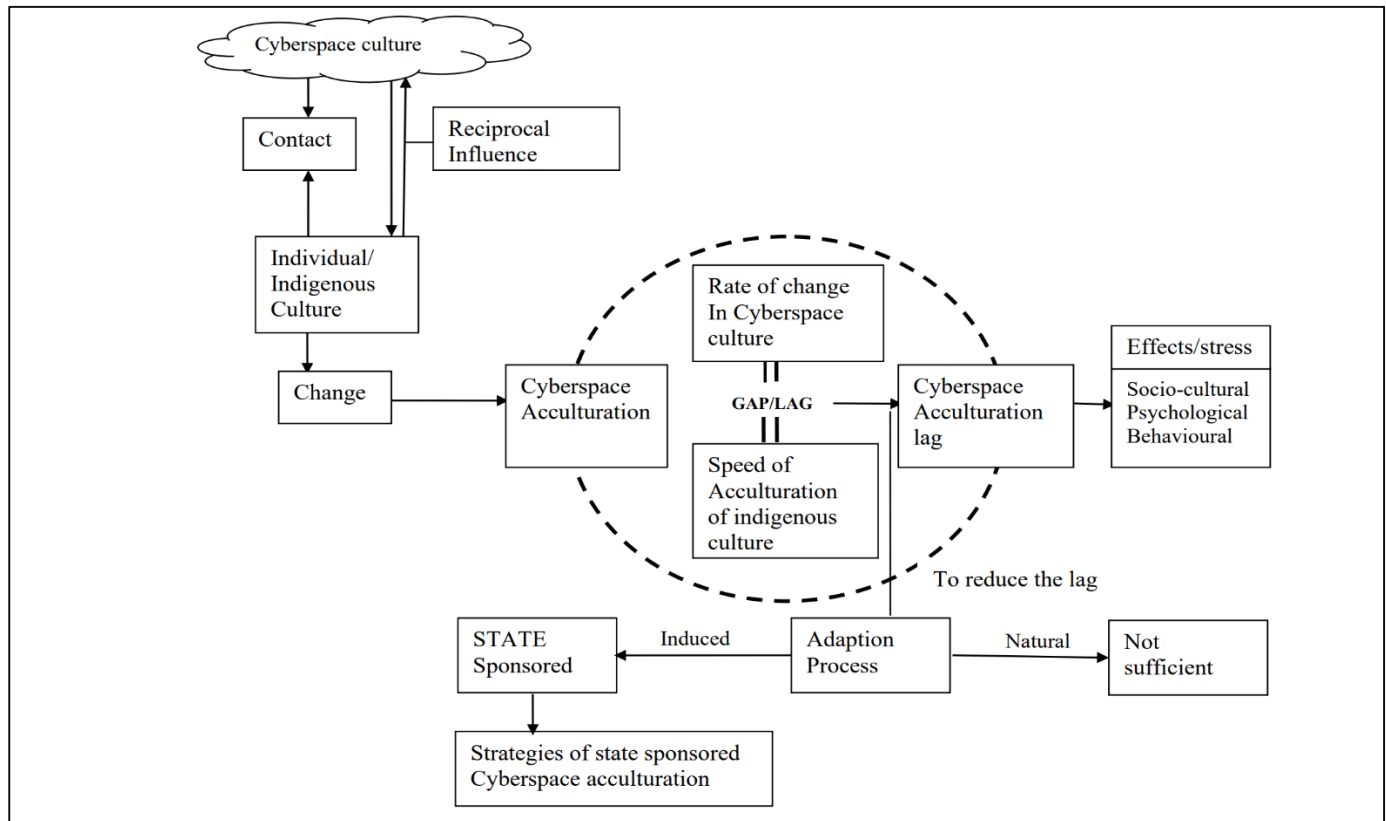 Cyberspace culture
Contact
Reciprocal
Influence
Individual/
Indigenous
Culture
Change
Cyberspace
Acculturation
Rate of change
In Cyberspace
culture
GAP/LAG
Speed of
Acculturation
of indigenous
culture
Cyberspace
Acculturation
lag
Effects/stress
Socio-cultural
Psychological
Behavioural
To reduce the lag
STATE
Sponsored
Induced
Adaption
Process
Natural
Not
sufficient
Strategies of state sponsored
Cyberspace acculturation